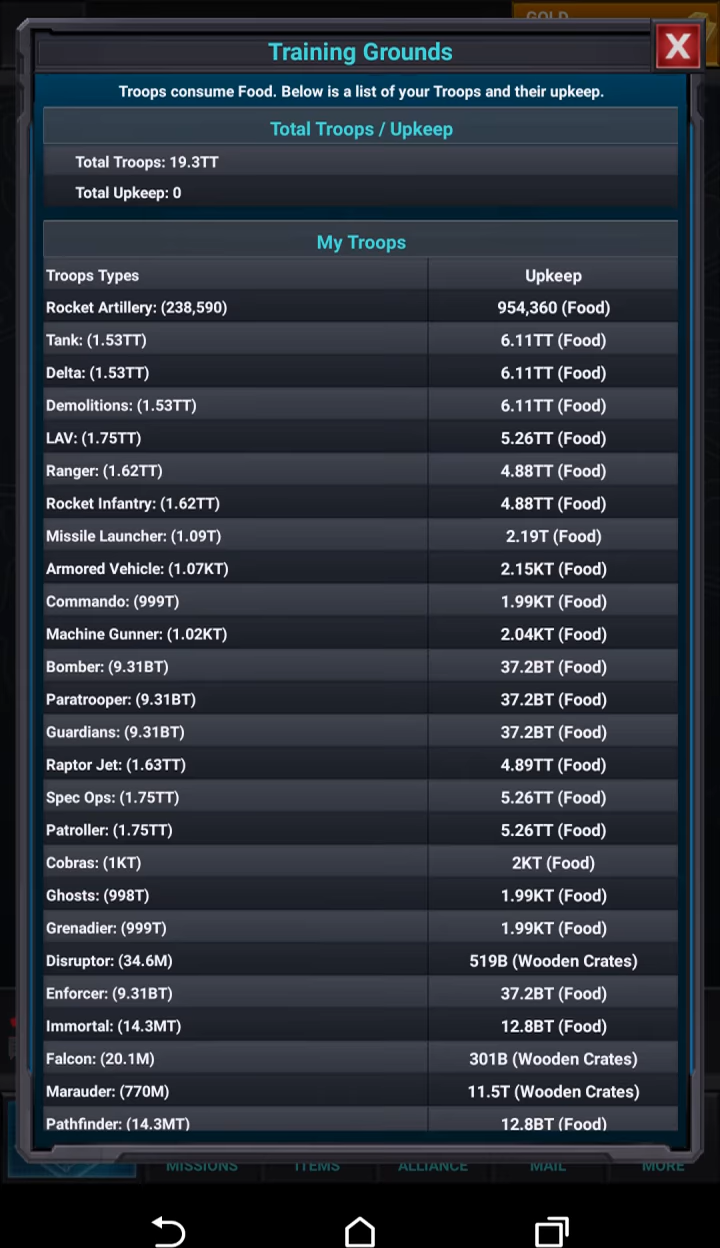 GOLD
Training Grounds
X
Troops consume Food. Below is a list of your Troops and their upkeep.
Total Troops / Upkeep
Total Troops: 19.3TT
Total Upkeep: 0
My Troops
Troops Types Upkeep
Rocket Artillery: (238,590) 954,360 (Food)
Tank: (1.53TT) 6.11TT (Food)
Delta: (1.53TT) 6.11TT (Food)
Demolitions: (1.53TT) 6.11TT (Food)
LAV: (1.75TT) 5.26TT (Food)
Ranger: (1.62TT) 4.88TT (Food)
Rocket Infantry: (1.62TT) 4.88TT (Food)
Missile Launcher: (1.09T) 2.19T (Food)
Armored Vehicle: (1.07KT) 2.15KT (Food)
Commando: (999T) 1.99KT (Food)
Machine Gunner: (1.02KT) 2.04KT (Food)
Bomber: (9.31BT) 37.2BT (Food)
Paratrooper: (9.31BT) 37.2BT (Food)
Guardians: (9.31BT) 37.2BT (Food)
Raptor Jet: (1.63TT) 4.89TT (Food)
Spec Ops: (1.75TT) 5.26TT (Food)
Patroller: (1.75TT) 5.26TT (Food)
Cobras: (1KT) 2KT (Food)
Ghosts: (998T) 1.99KT (Food)
Grenadier: (999T) 1.99KT (Food)
Disruptor: (34.6M) 519B (Wooden Crates)
Enforcer: (9.31BT) 37.2BT (Food)
Immortal: (14.3MT) 12.8BT (Food)
Falcon: (20.1M) 301B (Wooden Crates)
Marauder: (770M) 11.5T (Wooden Crates)
Pathfinder: (14.3MT) 12.8BT (Food)
MISSIONS ITEMS ALLIANCE MAIL MORE